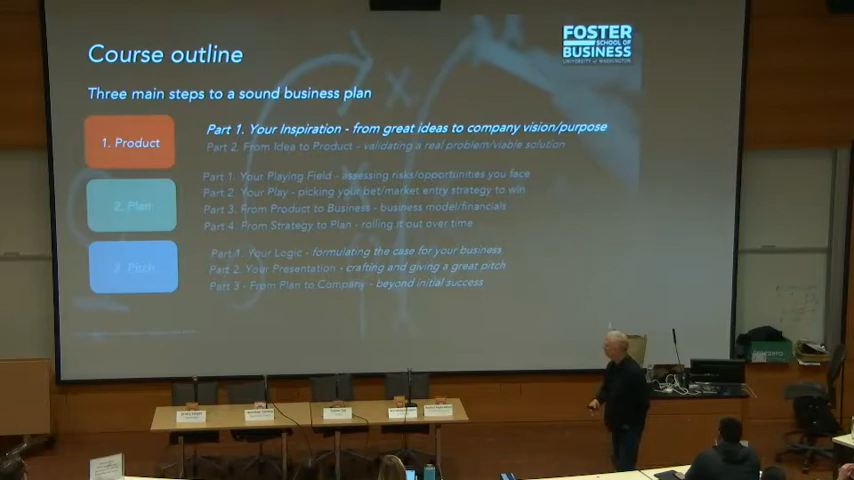 Course outline
FOSTER
SCHOOL OF
BUSINESS
UNIVERSITY of WASHINGTON
Three main steps to a sound business plan
1. Product
Part 1. Your Inspiration - from great ideas to company vision/purpose
Part 2. From Idea to Product - validating a real problem/viable solution
2. Plan
Part 1. Your Playing Field - assessing risks/opportunities you face
Part 2 Your Play - picking your bet/market entry strategy to win
Part 3. From Product to Business - business model/financials
Part 4. From Strategy to Plan - rolling it out over time
3. Pitch
Part 1. Your Logic - formulating the case for your business
Part 2. Your Presentation - crafting and giving a great pitch
Part 3 - From Plan to Company - beyond initial success